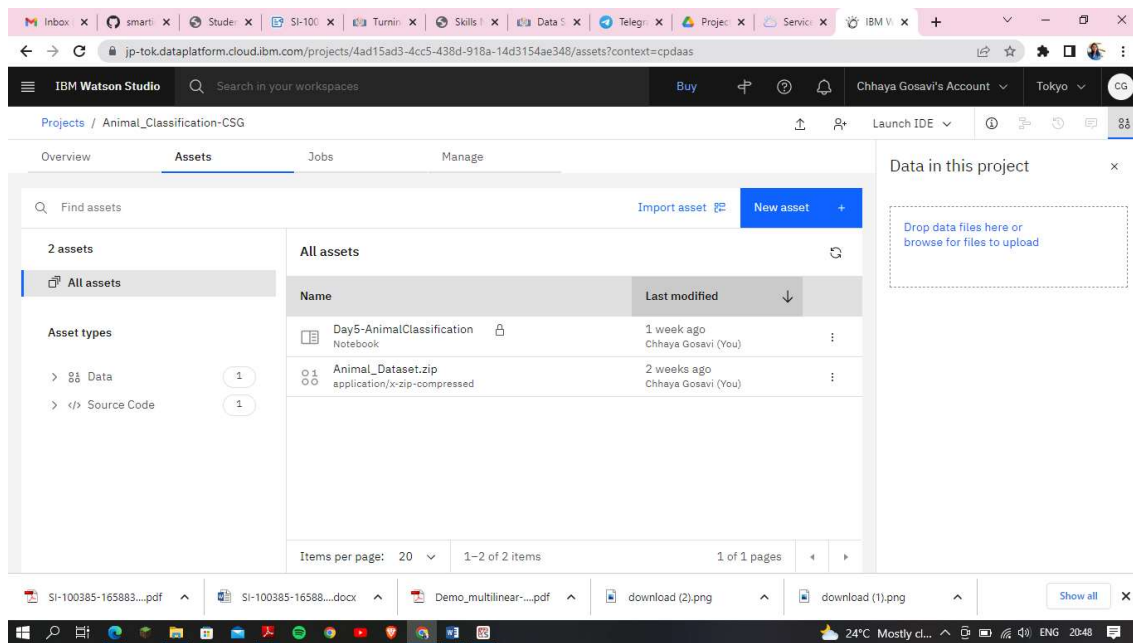 Inbox
smarti
Studer
SI-100
Turnin
Skills
Data S
Telegr
Projec
Service
IBM W
jp-tok.dataplatform.cloud.ibm.com/projects/4ad15ad3-4cc5-438d-918a-14d3154ae348/assets?context=cpdaas
IBM Watson Studio
Search in your workspaces
Buy
Chhaya Gosavi's Account
Tokyo
CG
Projects / Animal_Classification-CSG
Launch IDE
Overview
Assets
Jobs
Manage
Data in this project
Find assets
Import asset
New asset +
Drop data files here or
browse for files to upload
2 assets
All assets
All assets
Name
Last modified
Asset types
Day5-AnimalClassification
Notebook
1 week ago
Chhaya Gosavi (You)
Data 1
Animal_Dataset.zip
application/x-zip-compressed
2 weeks ago
Chhaya Gosavi (You)
Source Code 1
Items per page: 20
1–2 of 2 items
1 of 1 pages
SI-100385-165883....pdf
SI-100385-16588....docx
Demo_multilinear-....pdf
download (2).png
download (1).png
Show all
24°C Mostly cl...
ENG
20:48